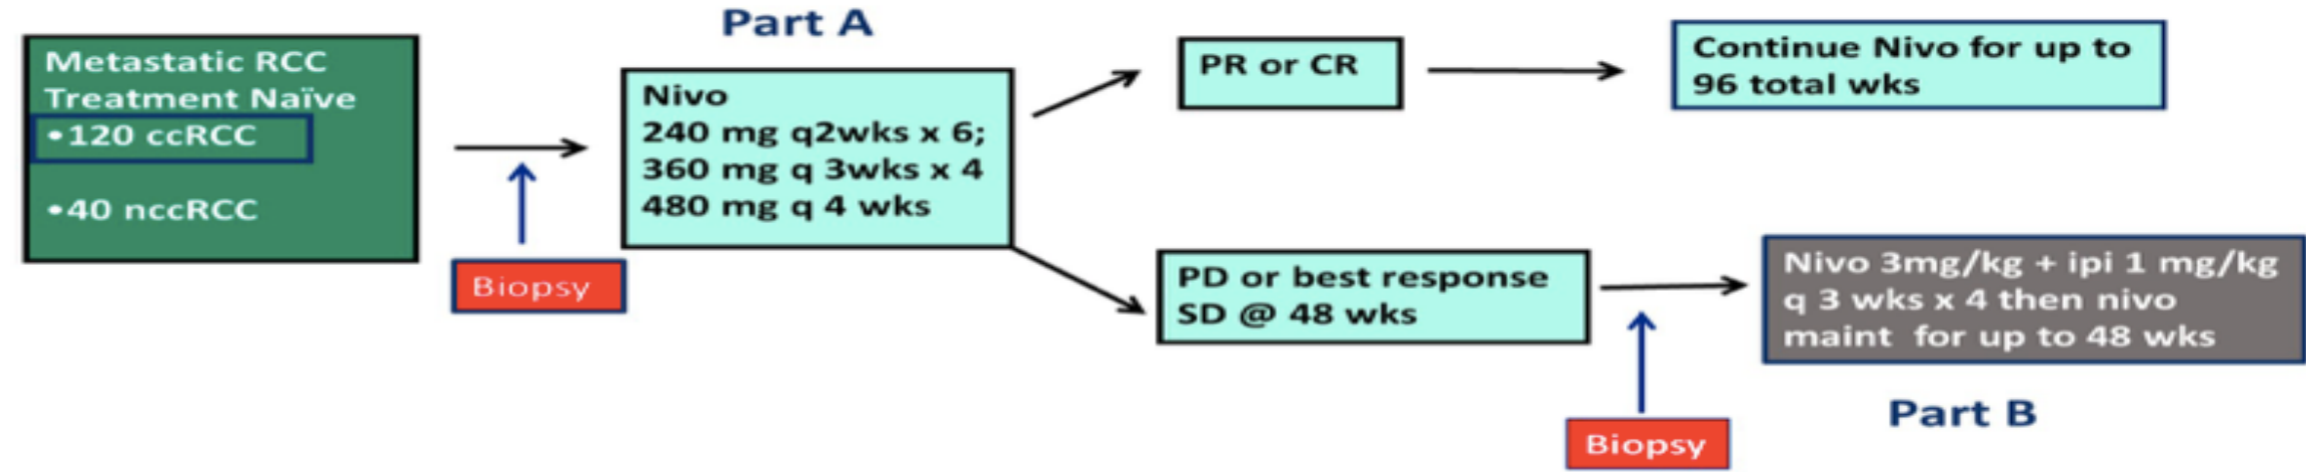 Part A
Metastatic RCC
Treatment Naïve
•120 ccRCC
•40 nccRCC
Biopsy
Nivo
240 mg q2wks x 6;
360 mg q 3wks x 4
480 mg q 4 wks
PR or CR
Continue Nivo for up to
96 total wks
PD or best response
SD @ 48 wks
Biopsy
Nivo 3mg/kg + ipi 1 mg/kg
q 3 wks x 4 then nivo
maint for up to 48 wks
Part B